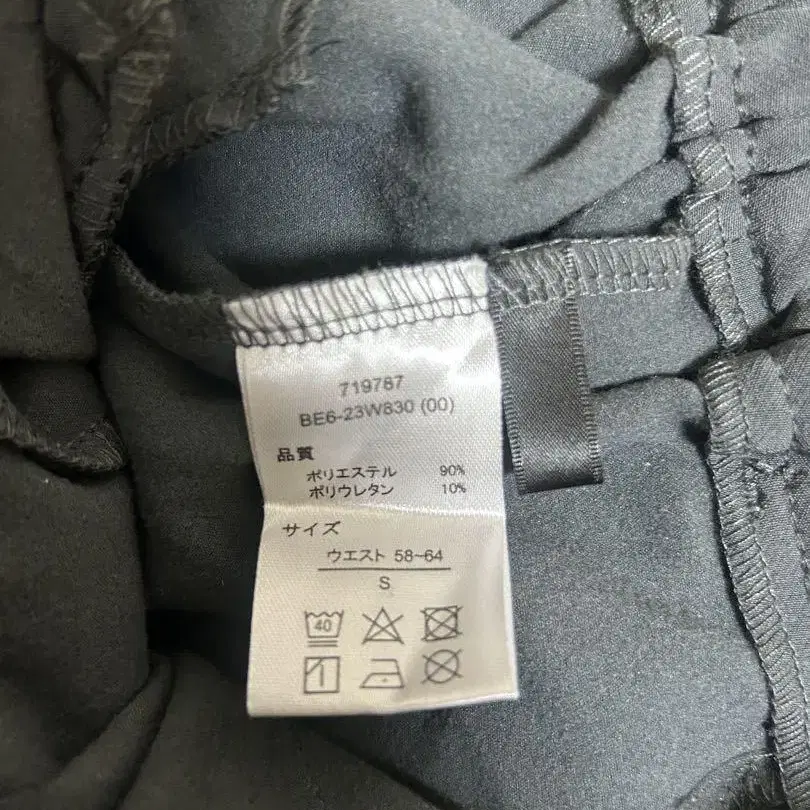 719787
BE6-23W830 (00)
品質
ポリエステル 90%
ポリウレタン 10%
サイズ
ウエスト 58~64
S
40